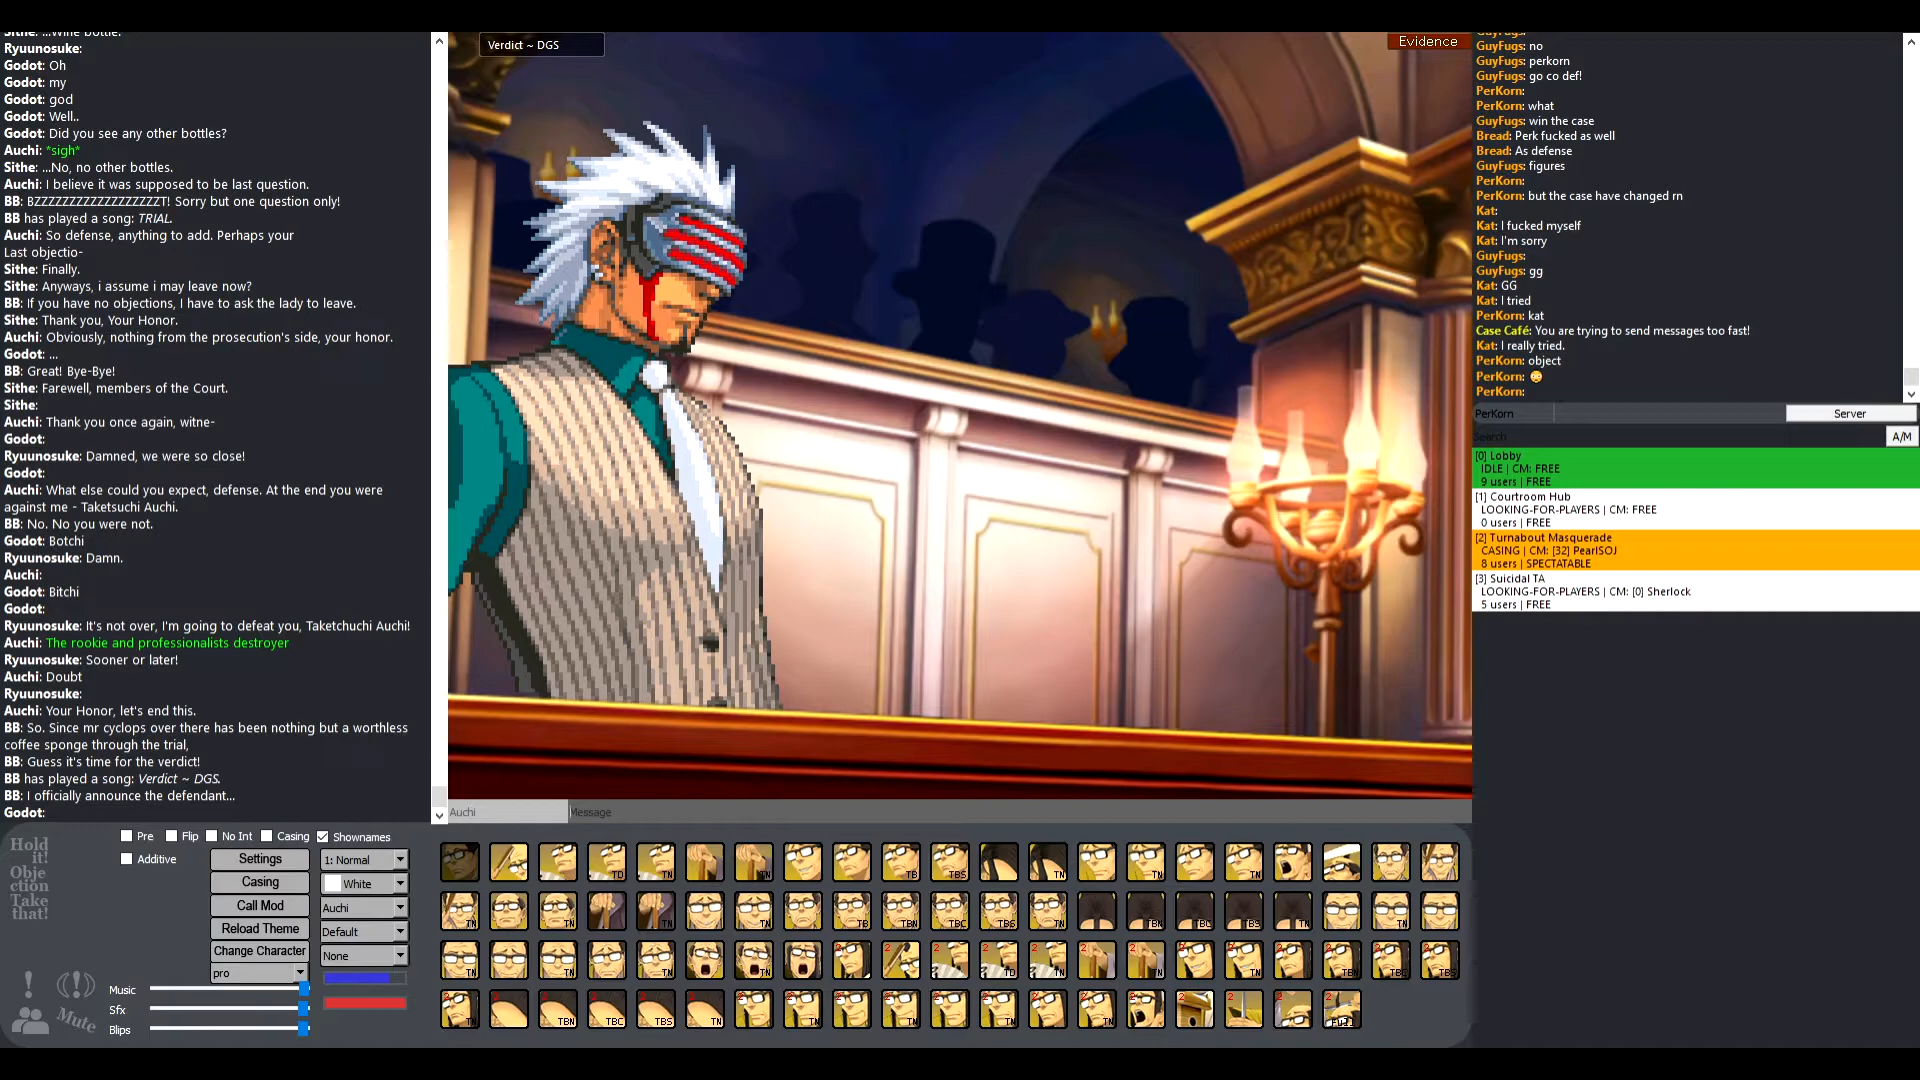 Sithe: ...Wine bottle.
Ryuunosuke:
Godot: Oh
Godot: my
Godot: god
Godot: Well..
Godot: Did you see any other bottles?
Auchi: *sigh*
Sithe: ...No, no other bottles.
Auchi: I believe it was supposed to be last question.
BB: BZZZZZZZZZZZZZZZZZT! Sorry but one question only!
BB has played a song: TRIAL.
Auchi: So defense, anything to add. Perhaps your
Last objectio-
Sithe: Finally.
Sithe: Anyways, i assume i may leave now?
BB: If you have no objections, I have to ask the lady to leave.
Sithe: Thank you, Your Honor.
Auchi: Obviously, nothing from the prosecution's side, your honor.
Godot: ...
BB: Great! Bye-Bye!
Sithe: Farewell, members of the Court.
Sithe:
Auchi: Thank you once again, witne-
Godot:
Ryuunosuke: Damned, we were so close!
Godot:
Auchi: What else could you expect, defense. At the end you were
against me - Taketsuchi Auchi.
BB: No. No you were not.
Godot: Botchi
Ryuunosuke: Damn.
Auchi:
Godot: Bitchi
Godot:
Ryuunosuke: It's not over, I'm going to defeat you, Taketchuchi Auchi!
Auchi: The rookie and professionalists destroyer
Ryuunosuke: Sooner or later!
Auchi: Doubt
Ryuunosuke:
Auchi: Your Honor, let's end this.
BB: So. Since mr cyclops over there has been nothing but a worthless
coffee sponge through the trial,
BB: Guess it's time for the verdict!
BB has played a song: Verdict ~ DGS.
BB: I officially announce the defendant...
Godot:
Verdict ~ DGS
Evidence
Auchi
Message
GuyFugs: no
GuyFugs: perkorn
GuyFugs: go co def!
PerKorn:
PerKorn: what
GuyFugs: win the case
Bread: Perk fucked as well
Bread: As defense
GuyFugs: figures
PerKorn:
PerKorn: but the case have changed rn
Kat:
Kat: I fucked myself
Kat: I'm sorry
GuyFugs:
GuyFugs: gg
Kat: GG
Kat: I tried
PerKorn: kat
Case Café: You are trying to send messages too fast!
Kat: I really tried.
PerKorn: object
PerKorn: 😳
PerKorn:
PerKorn
Server
Search
A/M
[0] Lobby
IDLE | CM: FREE
9 users | FREE
[1] Courtroom Hub
LOOKING-FOR-PLAYERS | CM: FREE
0 users | FREE
[2] Turnabout Masquerade
CASING | CM: [32] PearlSOJ
8 users | SPECTATABLE
[3] Suicidal TA
LOOKING-FOR-PLAYERS | CM: [0] Sherlock
5 users | FREE
Hold
it!
Obje
ction
Take
that!
Pre Flip No Int Casing Shownames
Additive
Settings
Casing
Call Mod
Reload Theme
Change Character
pro
1: Normal
White
Auchi
Default
None
Mute
Music
Sfx
Blips